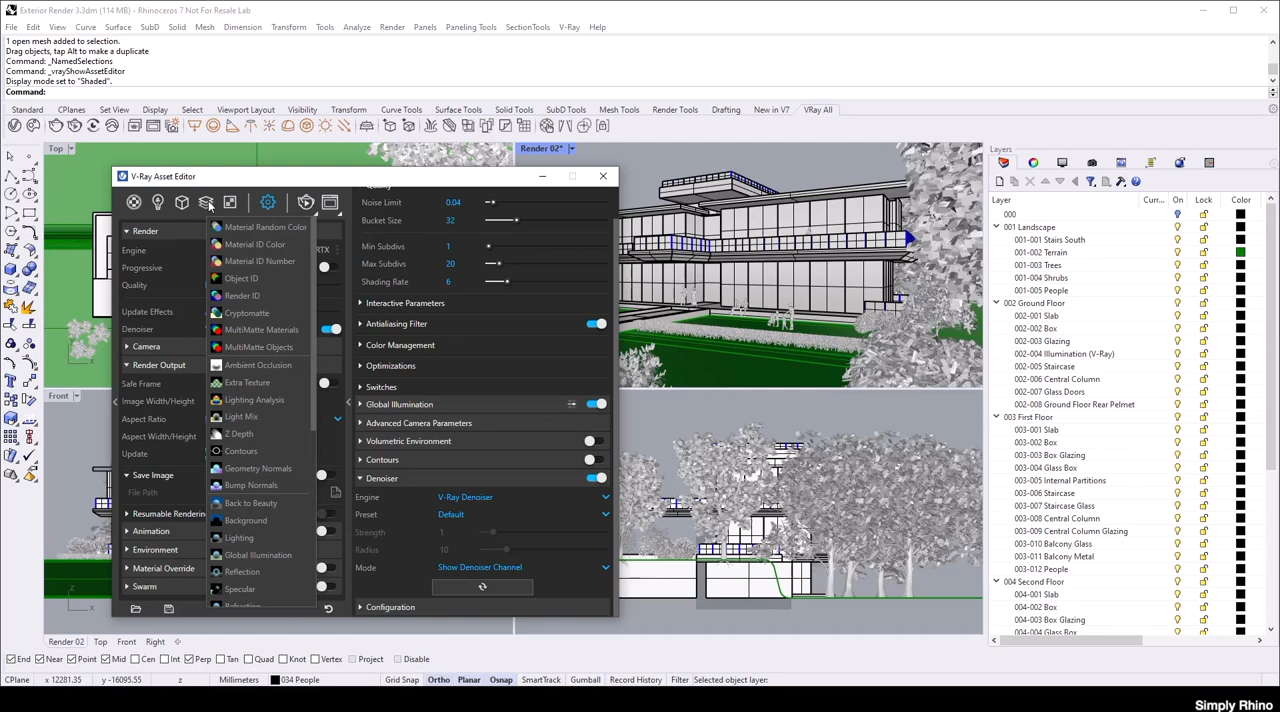 Exterior Render 3.3dm (114 MB) - Rhinoceros 7 Not For Resale Lab
File Edit View Curve Surface SubD Solid Mesh Dimension Transform Tools Analyze Render Panels Paneling Tools SectionTools V-Ray Help
1 open mesh added to selection.
Drag objects, tap Alt to make a duplicate
Command: _NamedSelections
Command: _vrayShowAssetEditor
Display mode set to "Shaded".
Command:
Standard CPlanes Set View Display Select Viewport Layout Visibility Transform Curve Tools Surface Tools Solid Tools SubD Tools Mesh Tools Render Tools Drafting New in V7 VRay All
Top
Render 02*
Front
V-Ray Asset Editor
Render
Engine
RTX
Progressive
Quality
Update Effects
Denoiser
Camera
Render Output
Safe Frame
Image Width/Height
Aspect Ratio
Aspect Width/Height
Update
Save Image
File Path
Resumable Rendering
Animation
Environment
Material Override
Swarm
Material Random Color
Material ID Color
Material ID Number
Object ID
Render ID
Cryptomatte
MultiMatte Materials
MultiMatte Objects
Ambient Occlusion
Extra Texture
Lighting Analysis
Light Mix
Z Depth
Contours
Geometry Normals
Bump Normals
Back to Beauty
Background
Lighting
Global Illumination
Reflection
Specular
Refraction
Quality
Noise Limit 0.04
Bucket Size 32
Min Subdivs 1
Max Subdivs 20
Shading Rate 6
Interactive Parameters
Antialiasing Filter
Color Management
Optimizations
Switches
Global Illumination
Advanced Camera Parameters
Volumetric Environment
Contours
Denoiser
Engine V-Ray Denoiser
Preset Default
Strength 1
Radius 10
Mode Show Denoiser Channel
Configuration
Layers
Layer Curr... On Lock Color
000
001 Landscape
001-001 Stairs South
001-002 Terrain
001-003 Trees
001-004 Shrubs
001-005 People
002 Ground Floor
002-001 Slab
002-002 Box
002-003 Glazing
002-004 Illumination (V-Ray)
002-005 Staircase
002-006 Central Column
002-007 Staircase Glass
002-008 Ground Floor Rear Pelmet
003 First Floor
003-001 Slab
003-002 Box
003-003 Box Glazing
003-004 Glass Box
003-005 Internal Partitions
003-006 Staircase
003-007 Staircase Glass
003-008 Central Column
003-009 Central Column Glazing
003-010 Balcony Glass
003-011 Balcony Metal
003-012 People
004 Second Floor
004-001 Slab
004-002 Box
004-003 Box Glazing
004-004 Glass Box
z
x
Render 02 Top Front Right
End Near Point Mid Cen Int Perp Tan Quad Knot Vertex Project Disable
CPlane x 12281.35 y -16095.55 z Millimeters 034 People Grid Snap Ortho Planar Osnap SmartTrack Gumball Record History Filter Selected object layer:
Simply Rhino